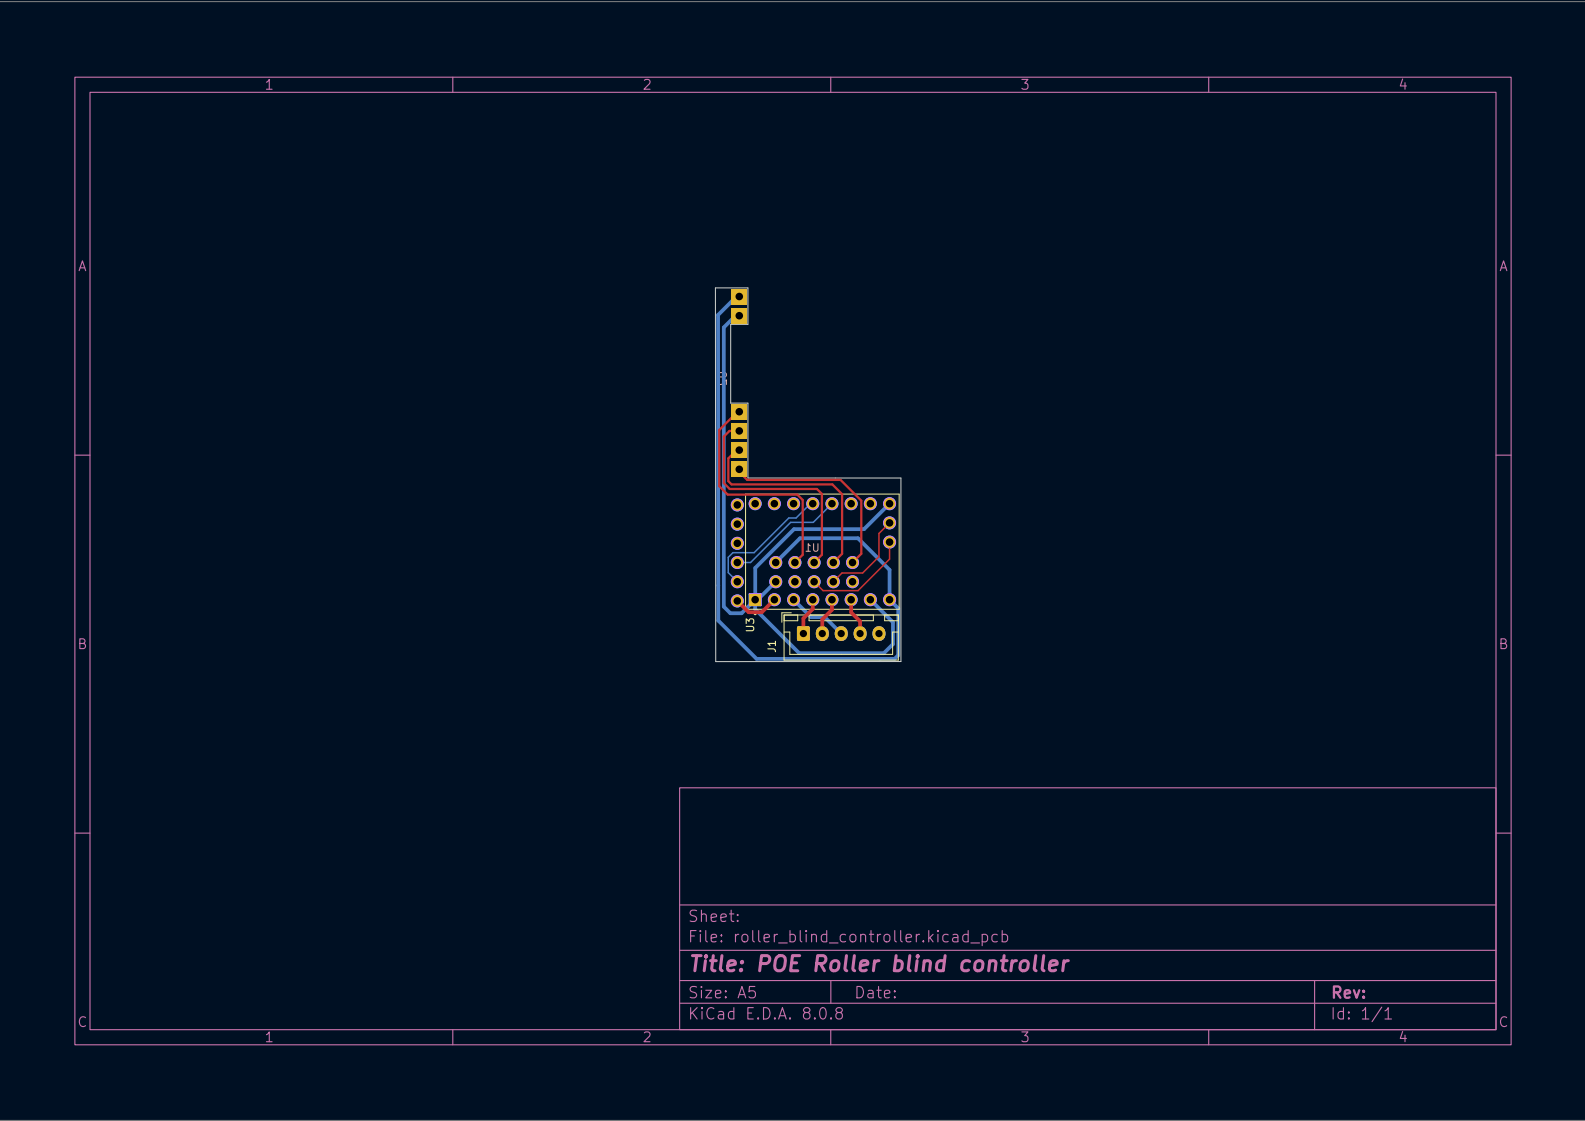 1 2 3 4
A A
U1
U3
J1
B B
Sheet:
File: roller_blind_controller.kicad_pcb
Title: POE Roller blind controller
Size: A5 Date: Rev:
KiCad E.D.A. 8.0.8 Id: 1/1
C C
1 2 3 4